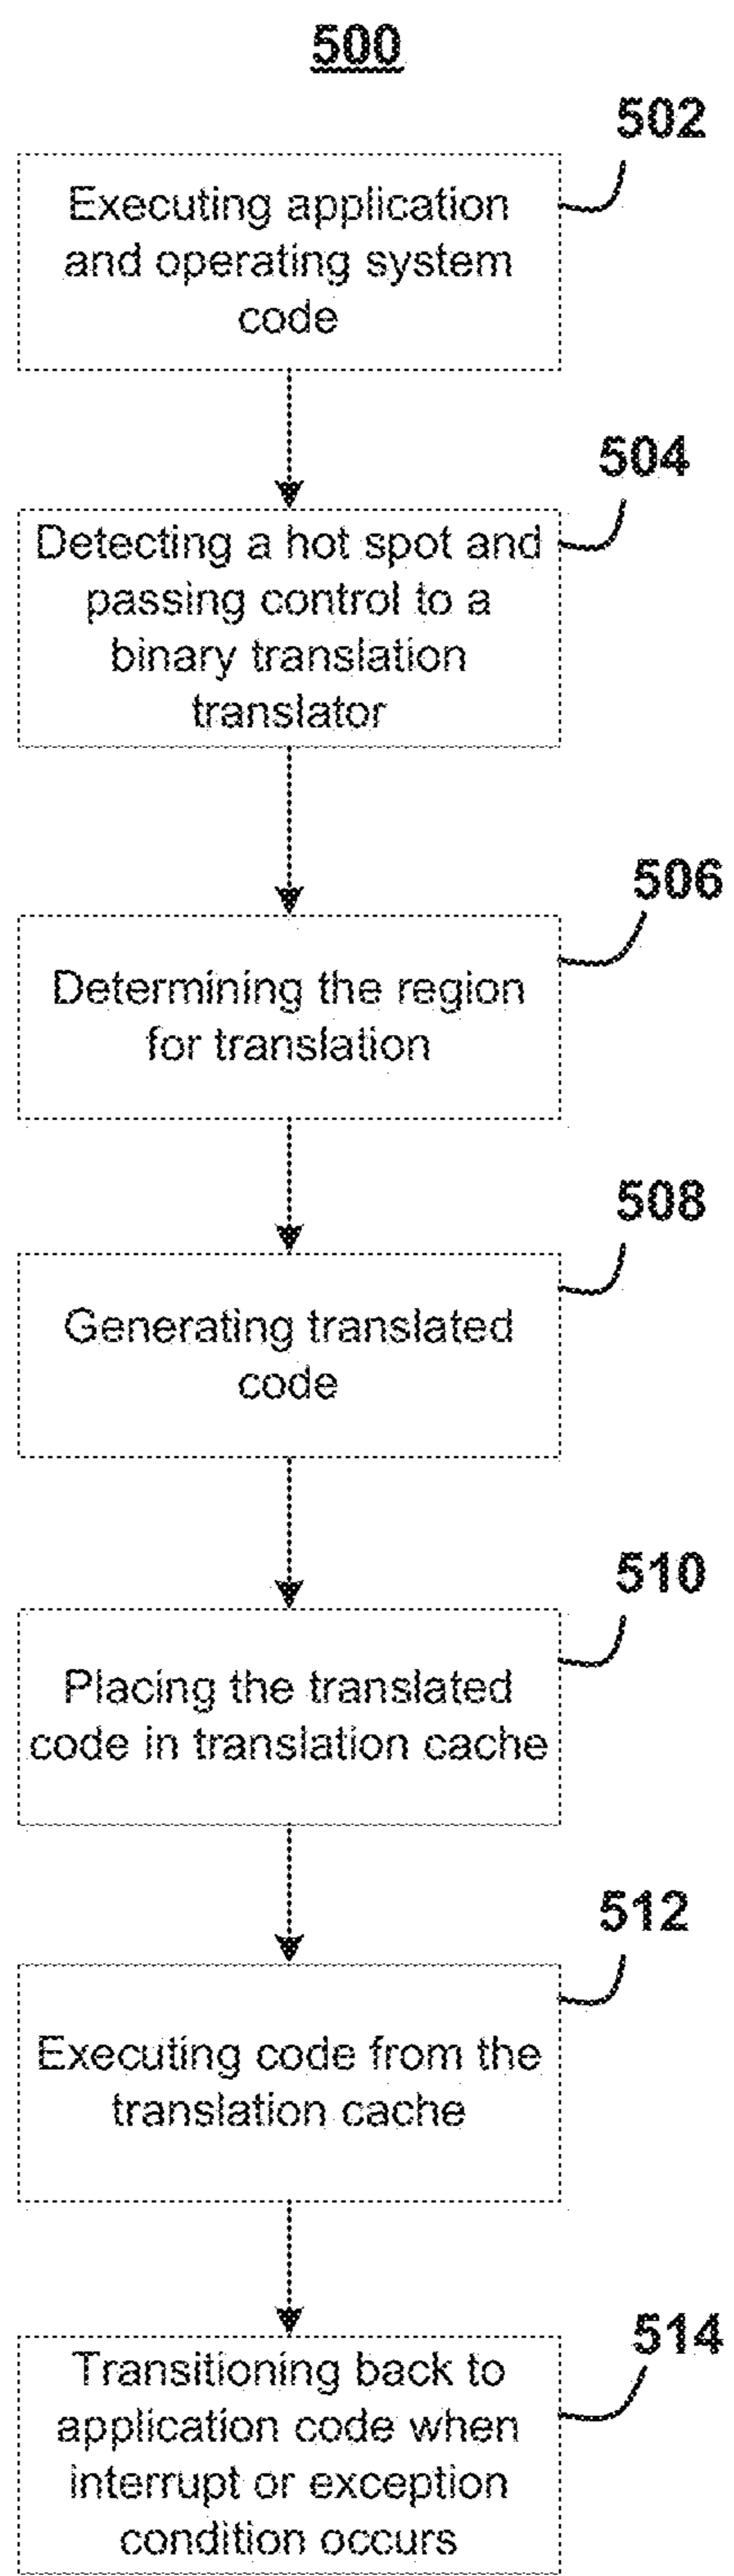 500
502
Executing application
and operating system
code
504
Detecting a hot spot and
passing control to a
binary translation
translator
506
Determining the region
for translation
508
Generating translated
code
510
Placing the translated
code in translation cache
512
Executing code from the
translation cache
514
Transitioning back to
application code when
interrupt or exception
condition occurs